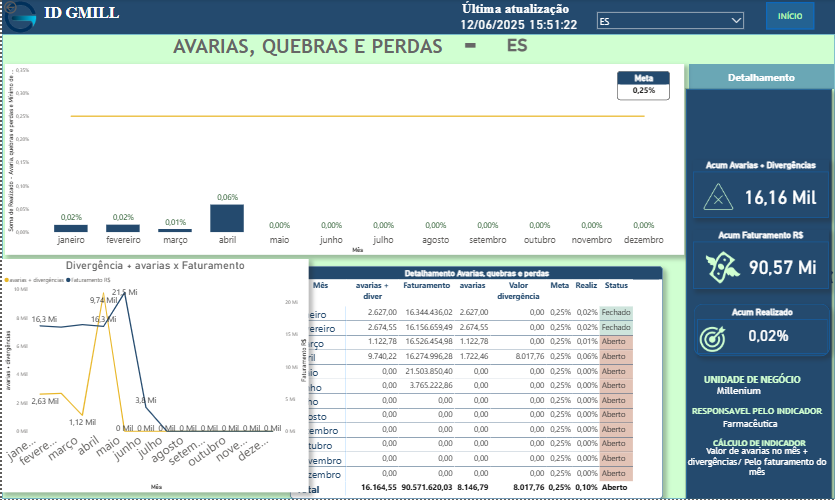 ID GMILL
Última atualização
12/06/2025 15:51:22
ES
INÍCIO
AVARIAS, QUEBRAS E PERDAS - ES
Meta
0,25%
Soma de Realizado - Avaria, quebras e perdas e Mínimo de ...
0,35%
0,30%
0,25%
0,20%
0,15%
0,10%
0,05%
0,00%
0,02% 0,02% 0,01% 0,06% 0,00% 0,00% 0,00% 0,00% 0,00% 0,00% 0,00% 0,00%
janeiro fevereiro março abril maio junho julho agosto setembro outubro novembro dezembro
Mês
Detalhamento
Acum Avarias + Divergências
16,16 Mil
Acum Faturamento R$
90,57 Mi
Acum Realizado
0,02%
UNIDADE DE NEGÓCIO
Millenium
RESPONSAVEL PELO INDICADOR
Farmacêutica
CÁLCULO DE INDICADOR
Valor de avarias no mês +
divergências/ Pelo faturamento do
mês
Divergência + avarias x Faturamento
avarias + divergências Faturamento R$
avarias + divergências
10 Mil
8 Mil
6 Mil
4 Mil
2 Mil
0 Mil
16,3 Mi
9,74 Mil
16,3 Mi
21,5 Mi
2,63 Mil
1,12 Mil
3,8 Mi
0 Mil 0 Mil 0 Mil 0 Mil 0 Mil 0 Mil 0 Mil
20 Mi
15 Mi
10 Mi
5 Mi
0 Mi
Faturamento R$
jane... fevere... março abril maio junho julho agosto setem... outubro nove... deze...
Mês
Detalhamento Avarias, quebras e perdas
Mês avarias + diver Faturamento avarias Valor divergência Meta Realiz Status
eiro 2.627,00 16.344.436,02 2.627,00 0,00 0,25% 0,02% Fechado
ereiro 2.674,55 16.156.659,49 2.674,55 0,00 0,25% 0,02% Fechado
rço 1.122,78 16.526.454,98 1.122,78 0,00 0,25% 0,01% Aberto
ril 9.740,22 16.274.996,28 1.722,46 8.017,76 0,25% 0,06% Aberto
io 0,00 21.503.850,40 0,00 0,00 0,25% 0,00% Aberto
ho 0,00 3.765.222,86 0,00 0,00 0,25% 0,00% Aberto
ho 0,00 0,00 0,00 0,00 0,25% 0,00% Aberto
osto 0,00 0,00 0,00 0,00 0,25% 0,00% Aberto
embro 0,00 0,00 0,00 0,00 0,25% 0,00% Aberto
tubro 0,00 0,00 0,00 0,00 0,25% 0,00% Aberto
vembro 0,00 0,00 0,00 0,00 0,25% 0,00% Aberto
zembro 0,00 0,00 0,00 0,00 0,25% 0,00% Aberto
otal 16.164,55 90.571.620,03 8.146,79 8.017,76 0,25% 0,10% Aberto